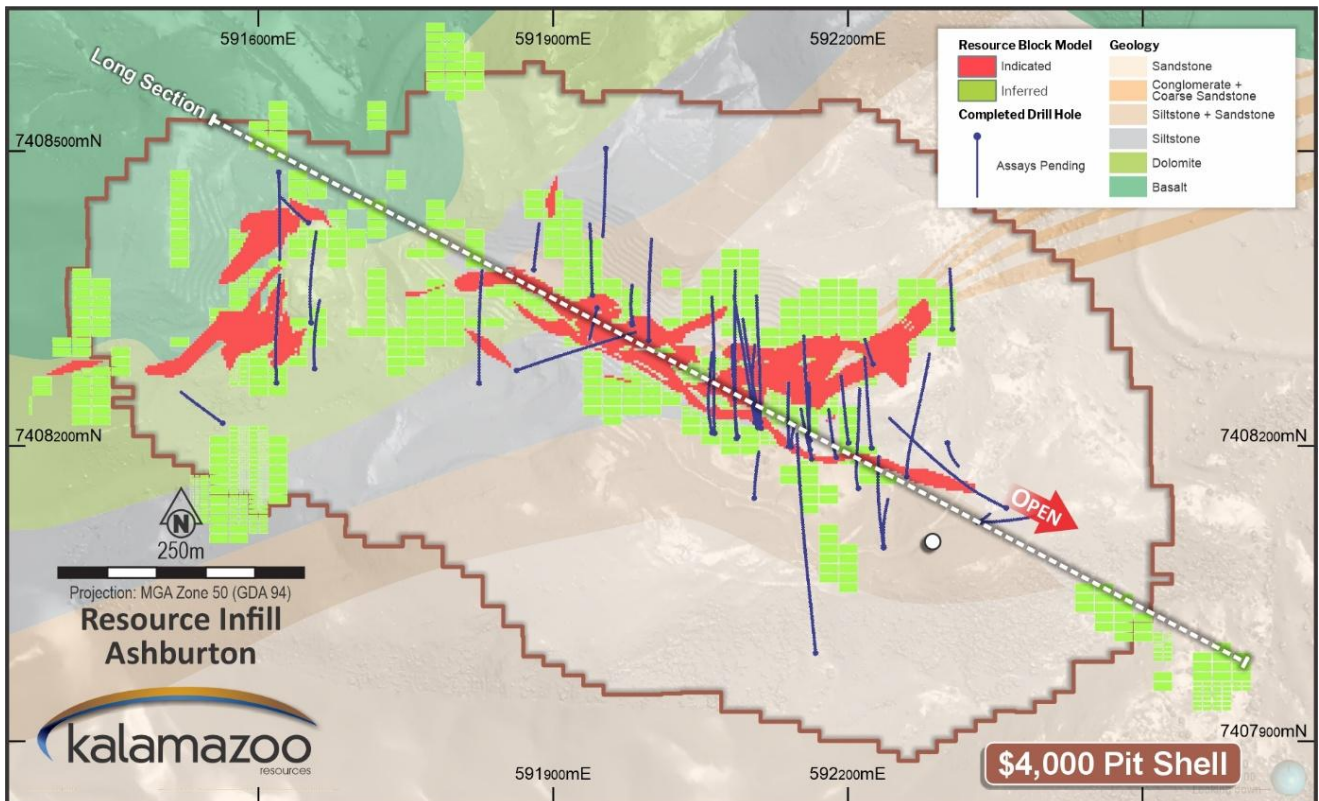 591600mE
591900mE
592200mE
Long Section
7408500mN
Resource Block Model
Indicated
Inferred
Completed Drill Hole
Assays Pending
Geology
Sandstone
Conglomerate +
Coarse Sandstone
Siltstone + Sandstone
Siltstone
Dolomite
Basalt
7408200mN
7408200mN
OPEN
N
250m
Projection: MGA Zone 50 (GDA 94)
Resource Infill
Ashburton
kalamazoo
resources
7407900mN
591900mE
592200mE
$4,000 Pit Shell